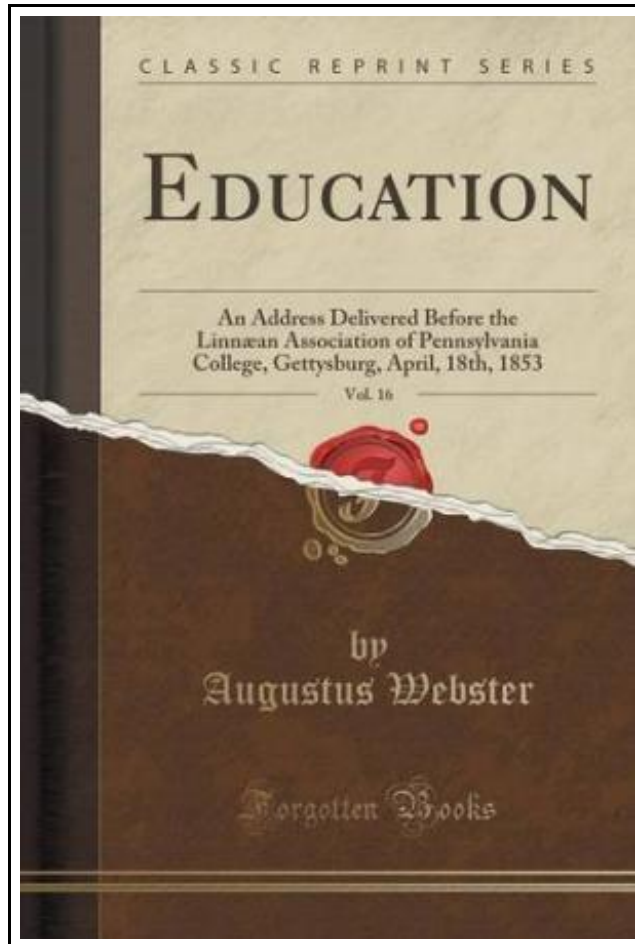 CLASSIC REPRINT SERIES
EDUCATION
An Address Delivered Before the
Linnæan Association of Pennsylvania
College, Gettysburg, April, 18th, 1853
Vol. 16
by
Augustus Webster
Forgotten Books